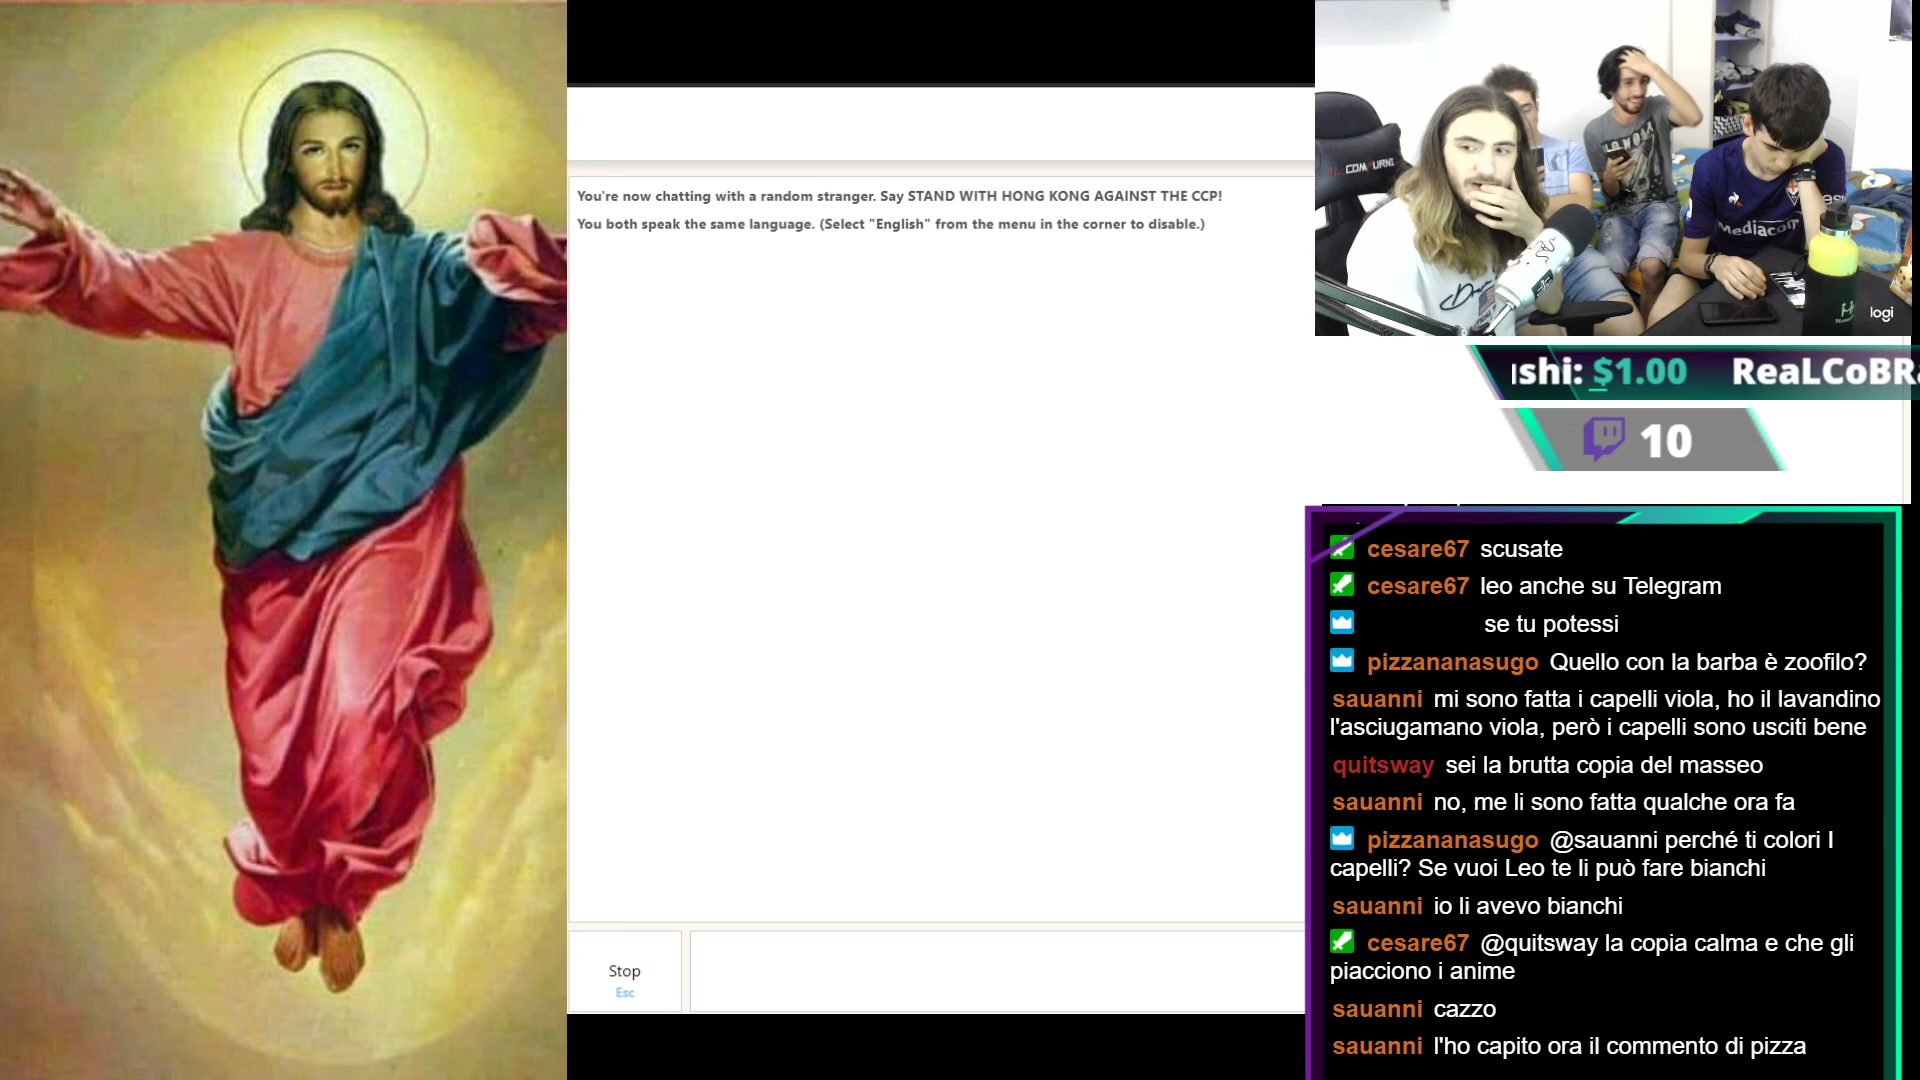 You're now chatting with a random stranger. Say STAND WITH HONG KONG AGAINST THE CCP!
You both speak the same language. (Select "English" from the menu in the corner to disable.)
Stop
Esc
Mediacom
logi
shi: $1.00 ReaLCoBR
10
cesare67 scusate
cesare67 leo anche su Telegram
se tu potessi
pizzananasugo Quello con la barba è zoofilo?
sauanni mi sono fatta i capelli viola, ho il lavandino
l'asciugamano viola, però i capelli sono usciti bene
quitsway sei la brutta copia del masseo
sauanni no, me li sono fatta qualche ora fa
pizzananasugo @sauanni perché ti colori I
capelli? Se vuoi Leo te li può fare bianchi
sauanni io li avevo bianchi
cesare67 @quitsway la copia calma e che gli
piacciono i anime
sauanni cazzo
sauanni l'ho capito ora il commento di pizza